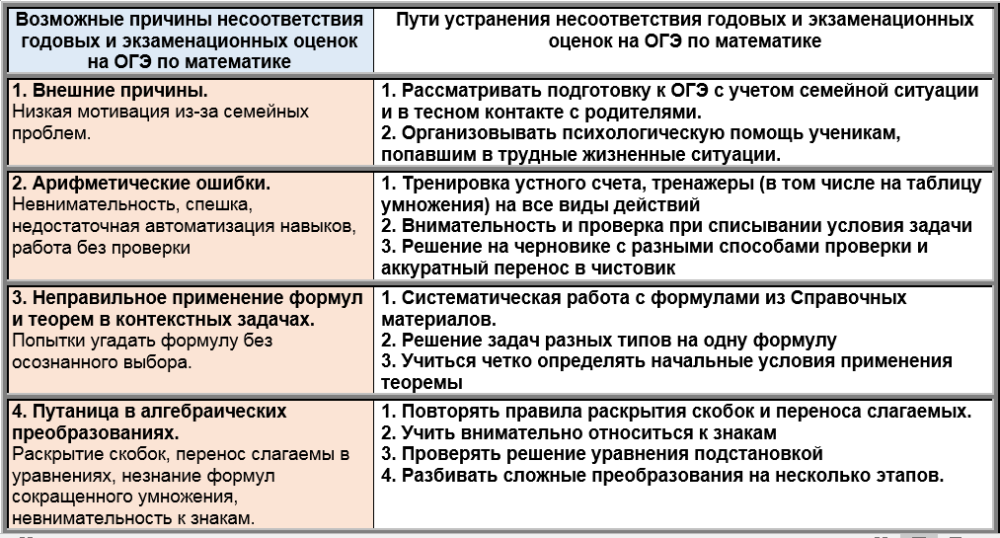 Возможные причины несоответствия
годовых и экзаменационных оценок
на ОГЭ по математике
Пути устранения несоответствия годовых и экзаменационных
оценок на ОГЭ по математике
1. Внешние причины.
Низкая мотивация из-за семейных
проблем.
1. Рассматривать подготовку к ОГЭ с учетом семейной ситуации
и в тесном контакте с родителями.
2. Организовывать психологическую помощь ученикам,
попавшим в трудные жизненные ситуации.
2. Арифметические ошибки.
Невнимательность, спешка,
недостаточная автоматизация навыков,
работа без проверки
1. Тренировка устного счета, тренажеры (в том числе на таблицу
умножения) на все виды действий
2. Внимательность и проверка при списывании условия задачи
3. Решение на черновике с разными способами проверки и
аккуратный перенос в чистовик
3. Неправильное применение формул
и теорем в контекстных задачах.
Попытки угадать формулу без
осознанного выбора.
1. Систематическая работа с формулами из Справочных
материалов.
2. Решение задач разных типов на одну формулу
3. Учиться четко определять начальные условия применения
теоремы
4. Путаница в алгебраических
преобразованиях.
Раскрытие скобок, перенос слагаемы в
уравнениях, незнание формул
сокращенного умножения,
невнимательность к знакам.
1. Повторять правила раскрытия скобок и переноса слагаемых.
2. Учить внимательно относиться к знакам
3. Проверять решение уравнения подстановкой
4. Разбивать сложные преобразования на несколько этапов.